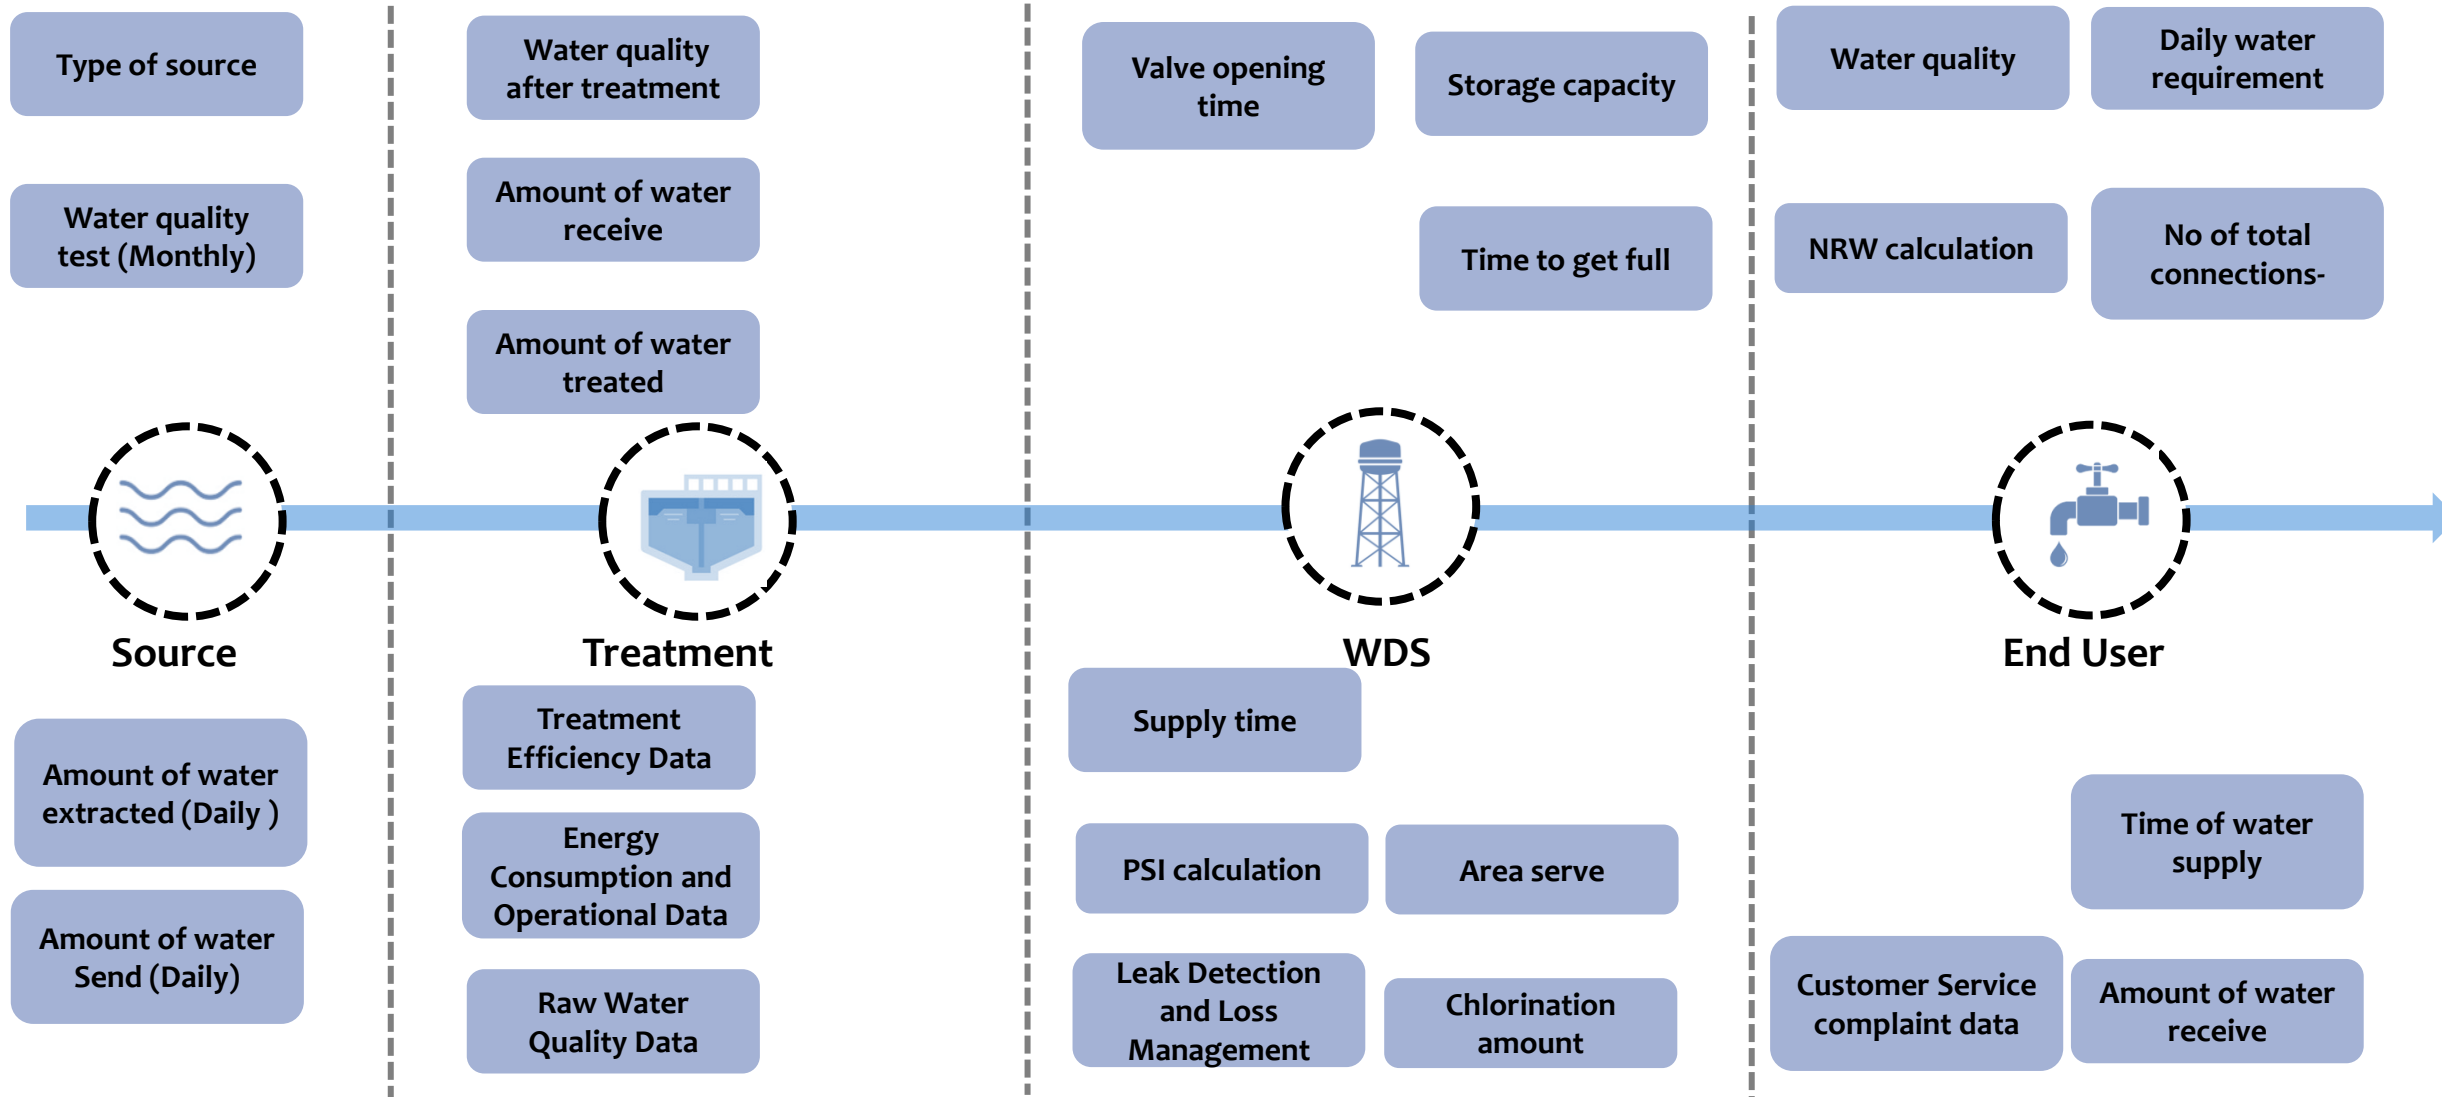 Type of source
Water quality
test (Monthly)
Source
Amount of water
extracted (Daily )
Amount of water
Send (Daily)
Water quality
after treatment
Amount of water
receive
Amount of water
treated
Treatment
Treatment
Efficiency Data
Energy
Consumption and
Operational Data
Raw Water
Quality Data
Valve opening
time
Storage capacity
Time to get full
WDS
Supply time
PSI calculation
Area serve
Leak Detection
and Loss
Management
Chlorination
amount
Water quality
Daily water
requirement
NRW calculation
No of total
connections-
End User
Time of water
supply
Customer Service
complaint data
Amount of water
receive